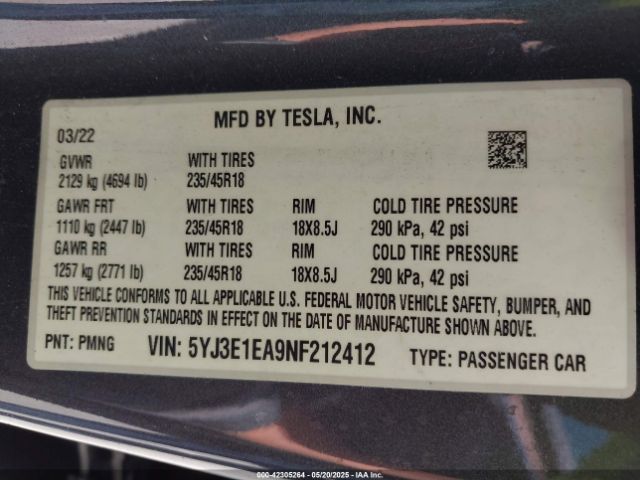 MFD BY TESLA, INC.
03/22
GVWR WITH TIRES
2129 kg (4694 lb) 235/45R18
GAWR FRT WITH TIRES RIM COLD TIRE PRESSURE
1110 kg (2447 lb) 235/45R18 18X8.5J 290 kPa, 42 psi
GAWR RR WITH TIRES RIM COLD TIRE PRESSURE
1257 kg (2771 lb) 235/45R18 18X8.5J 290 kPa, 42 psi
THIS VEHICLE CONFORMS TO ALL APPLICABLE U.S. FEDERAL MOTOR VEHICLE SAFETY, BUMPER, AND
THEFT PREVENTION STANDARDS IN EFFECT ON THE DATE OF MANUFACTURE SHOWN ABOVE.
PNT: PMNG VIN: 5YJ3E1EA9NF212412 TYPE: PASSENGER CAR
000-42305264 - 05/20/2025 - IAA Inc.